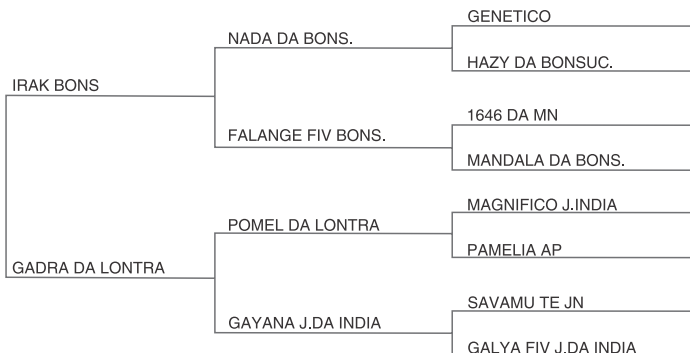 GENETICO
NADA DA BONS.
HAZY DA BONSUC.
IRAK BONS
1646 DA MN
FALANGE FIV BONS.
MANDALA DA BONS.
MAGNIFICO J.INDIA
POMEL DA LONTRA
PAMELIA AP
GADRA DA LONTRA
SAVAMU TE JN
GAYANA J.DA INDIA
GALYA FIV J.DA INDIA